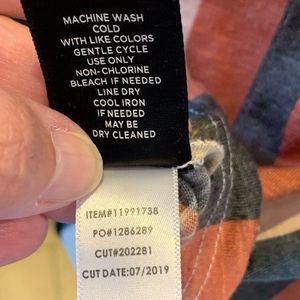 MACHINE WASH
COLD
WITH LIKE COLORS
GENTLE CYCLE
USE ONLY
NON-CHLORINE
BLEACH IF NEEDED
LINE DRY
COOL IRON
IF NEEDED
MAY BE
DRY CLEANED
ITEM#11991738
PO#1286289
CUT#202281
CUT DATE:07/2019